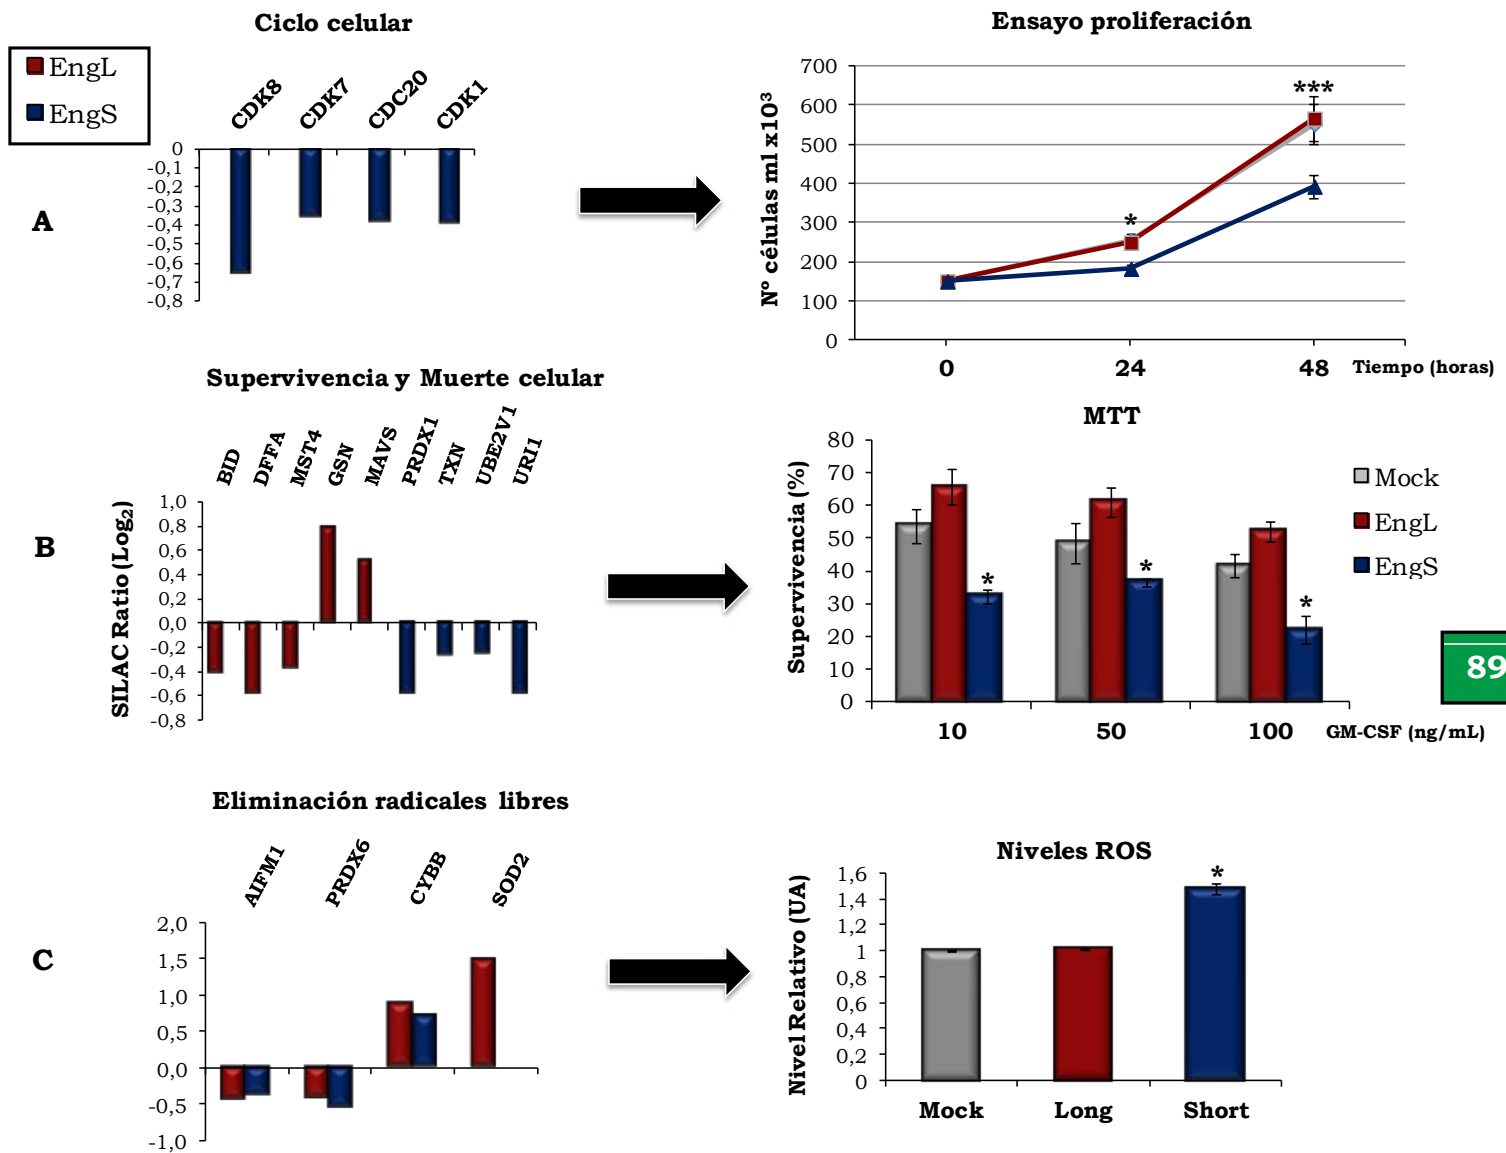 Ciclo celular
EngL
EngS
CDK8
CDK7
CDC20
CDK1
0
-0,1
-0,2
-0,3
-0,4
-0,5
-0,6
-0,7
-0,8
A
Ensayo proliferación
Nº células ml x10³
700
600
500
400
300
200
100
0
*
***
0
24
48
Tiempo (horas)
Supervivencia y Muerte celular
BID
DFFA
MST4
GSN
MAVS
PRDX1
TXN
UBE2V1
URI1
SILAC Ratio (Log₂)
1,0
0,8
0,6
0,4
0,2
0,0
-0,2
-0,4
-0,6
-0,8
B
MTT
Supervivencia (%)
80
70
60
50
40
30
20
10
0
*
*
*
10
50
100
GM-CSF (ng/mL)
Mock
EngL
EngS
89
Eliminación radicales libres
AIFM1
PRDX6
CYBB
SOD2
2,0
1,5
1,0
0,5
0,0
-0,5
-1,0
C
Niveles ROS
Nivel Relativo (UA)
1,6
1,4
1,2
1
0,8
0,6
0,4
0,2
0
*
Mock
Long
Short